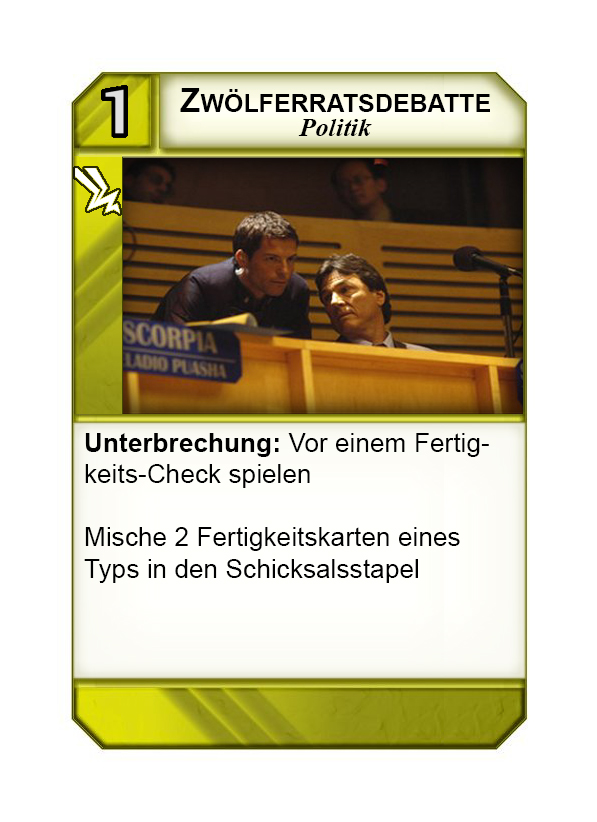 1
ZWÖLFERRATSDEBATTE
Politik
SCORPIA
LADIO PUASHA
Unterbrechung: Vor einem Fertig-
keits-Check spielen
Mische 2 Fertigkeitskarten eines
Typs in den Schicksalsstapel